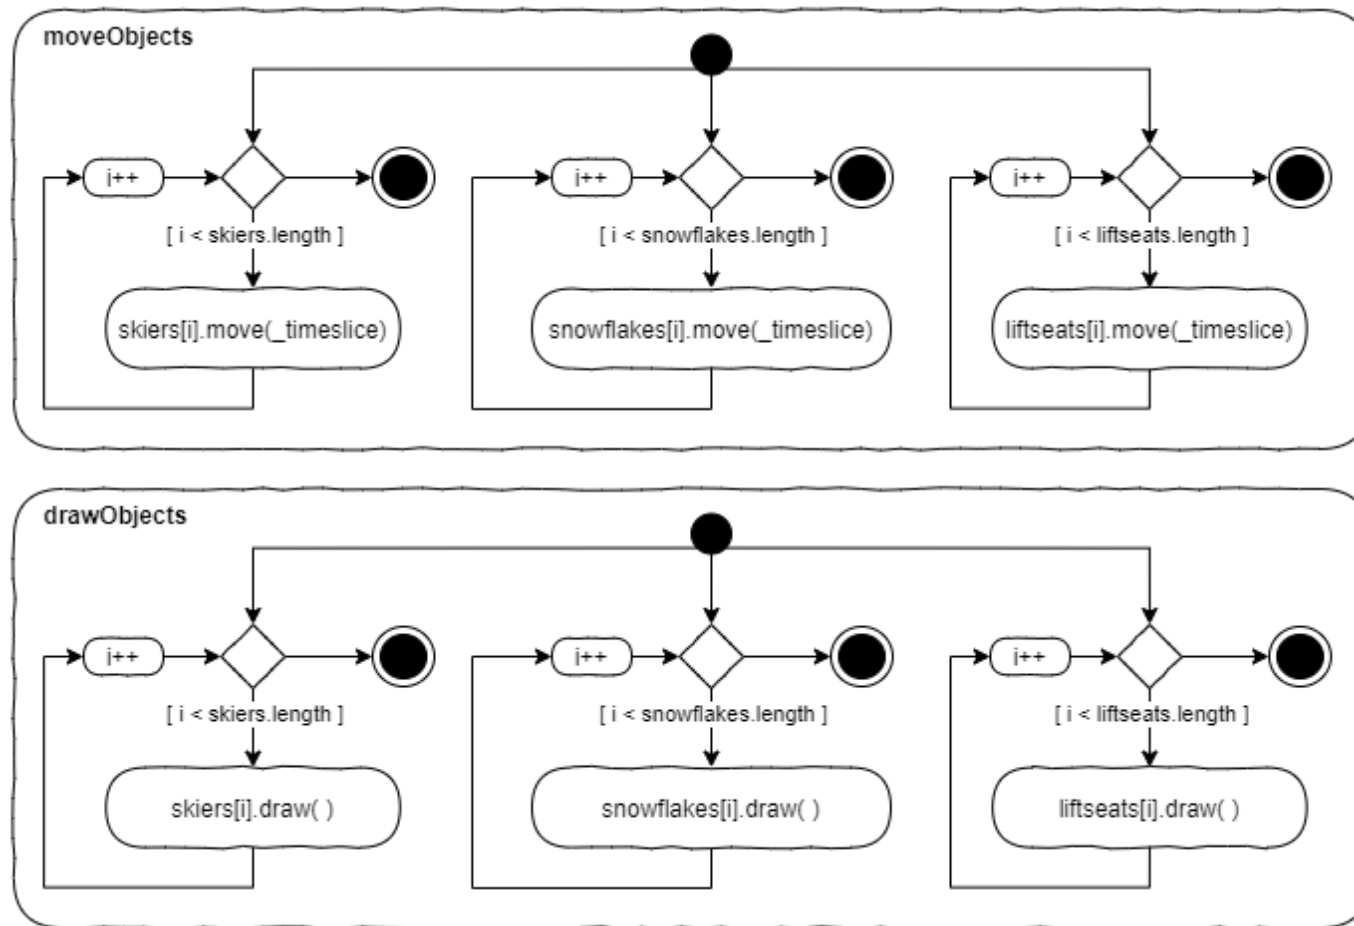 moveObjects
i++
i++
i++
[ i < skiers.length ]
[ i < snowflakes.length ]
[ i < liftseats.length ]
skiers[i].move(_timeslice)
snowflakes[i].move(_timeslice)
liftseats[i].move(_timeslice)
drawObjects
i++
i++
i++
[ i < skiers.length ]
[ i < snowflakes.length ]
[ i < liftseats.length ]
skiers[i].draw( )
snowflakes[i].draw( )
liftseats[i].draw( )